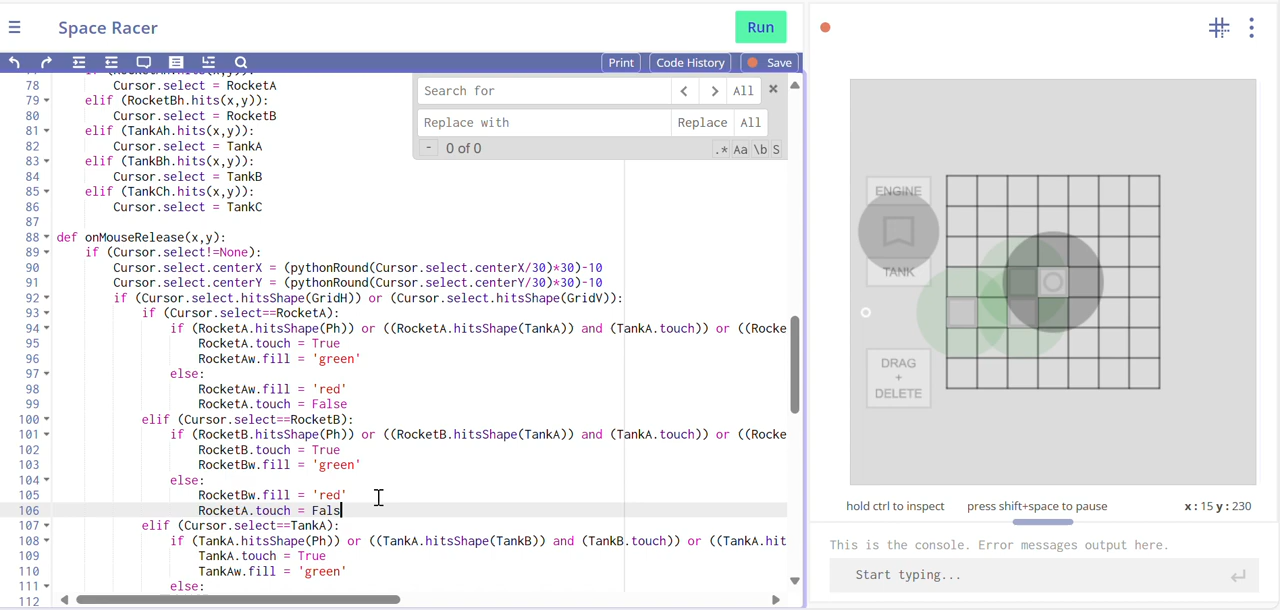 Space Racer
Run
Print
Code History
Save
78 Cursor.select = RocketA
79 elif (RocketBh.hits(x,y)):
80 Cursor.select = RocketB
81 elif (TankAh.hits(x,y)):
82 Cursor.select = TankA
83 elif (TankBh.hits(x,y)):
84 Cursor.select = TankB
85 elif (TankCh.hits(x,y)):
86 Cursor.select = TankC
87
88 def onMouseRelease(x,y):
89 if (Cursor.select!=None):
90 Cursor.select.centerX = (pythonRound(Cursor.select.centerX/30)*30)-10
91 Cursor.select.centerY = (pythonRound(Cursor.select.centerY/30)*30)-10
92 if (Cursor.select.hitsShape(GridH)) or (Cursor.select.hitsShape(GridV)):
93 if (Cursor.select==RocketA):
94 if (RocketA.hitsShape(Ph)) or ((RocketA.hitsShape(TankA)) and (TankA.touch)) or ((Rocke
95 RocketA.touch = True
96 RocketAw.fill = 'green'
97 else:
98 RocketAw.fill = 'red'
99 RocketA.touch = False
100 elif (Cursor.select==RocketB):
101 if (RocketB.hitsShape(Ph)) or ((RocketB.hitsShape(TankA)) and (TankA.touch)) or ((Rocke
102 RocketB.touch = True
103 RocketBw.fill = 'green'
104 else:
105 RocketBw.fill = 'red'
106 RocketA.touch = Fals
107 elif (Cursor.select==TankA):
108 if (TankA.hitsShape(Ph)) or ((TankA.hitsShape(TankB)) and (TankB.touch)) or ((TankA.hit
109 TankA.touch = True
110 TankAw.fill = 'green'
111 else:
112
Search for
All
Replace with
Replace
All
- 0 of 0
.* Aa \b S
ENGINE
TANK
DRAG
+
DELETE
hold ctrl to inspect
press shift+space to pause
x: 15 y: 230
This is the console. Error messages output here.
Start typing...